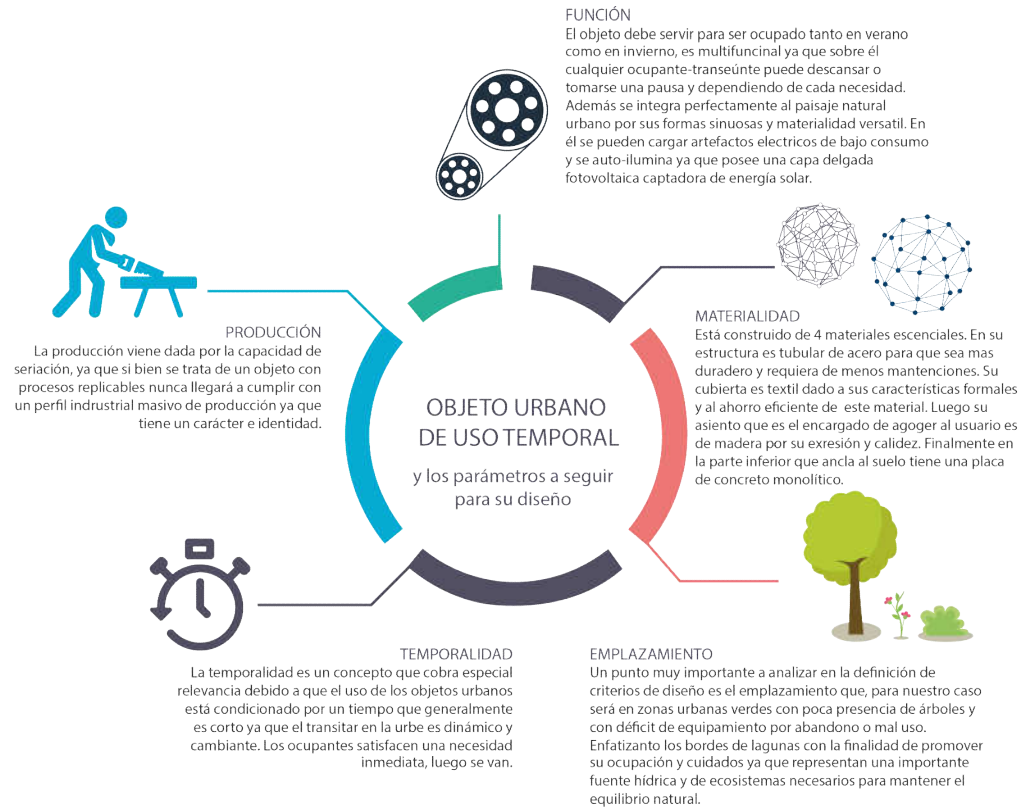 FUNCIÓN
El objeto debe servir para ser ocupado tanto en verano
como en invierno, es multifuncinal ya que sobre él
cualquier ocupante-transeúnte puede descansar o
tomarse una pausa y dependiendo de cada necesidad.
Además se integra perfectamente al paisaje natural
urbano por sus formas sinuosas y materialidad versatil. En
él se pueden cargar artefactos electricos de bajo consumo
y se auto-ilumina ya que posee una capa delgada
fotovoltaica captadora de energía solar.
MATERIALIDAD
Está construido de 4 materiales escenciales. En su
estructura es tubular de acero para que sea mas
duradero y requiera de menos mantenciones. Su
cubierta es textil dado a sus características formales
y al ahorro eficiente de este material. Luego su
asiento que es el encargado de agoger al usuario es
de madera por su exresión y calidez. Finalmente en
la parte inferior que ancla al suelo tiene una placa
de concreto monolítico.
PRODUCCIÓN
La producción viene dada por la capacidad de
seriación, ya que si bien se trata de un objeto con
procesos replicables nunca llegará a cumplir con
un perfil indrustrial masivo de producción ya que
tiene un carácter e identidad.
OBJETO URBANO
DE USO TEMPORAL
y los parámetros a seguir
para su diseño
TEMPORALIDAD
La temporalidad es un concepto que cobra especial
relevancia debido a que el uso de los objetos urbanos
está condicionado por un tiempo que generalmente
es corto ya que el transitar en la urbe es dinámico y
cambiante. Los ocupantes satisfacen una necesidad
inmediata, luego se van.
EMPLAZAMIENTO
Un punto muy importante a analizar en la definición de
criterios de diseño es el emplazamiento que, para nuestro caso
será en zonas urbanas verdes con poca presencia de árboles y
con déficit de equipamiento por abandono o mal uso.
Enfatizanto los bordes de lagunas con la finalidad de promover
su ocupación y cuidados ya que representan una importante
fuente hídrica y de ecosistemas necesarios para mantener el
equilibrio natural.